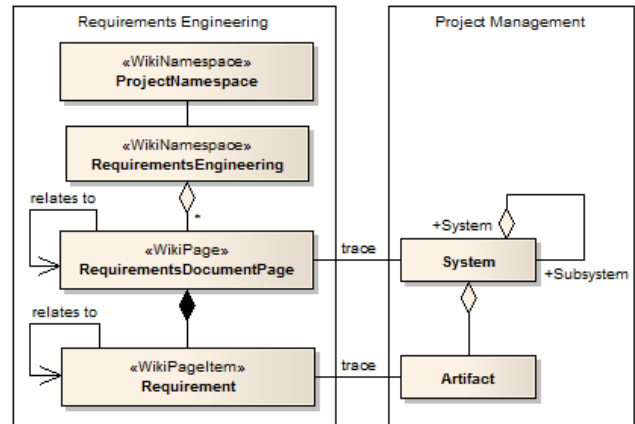 Requirements Engineering
Project Management
«WikiNamespace»
ProjectNamespace
«WikiNamespace»
RequirementsEngineering
relates to
*
«WikiPage»
RequirementsDocumentPage
trace
+System
System
+Subsystem
relates to
«WikiPageItem»
Requirement
trace
Artifact